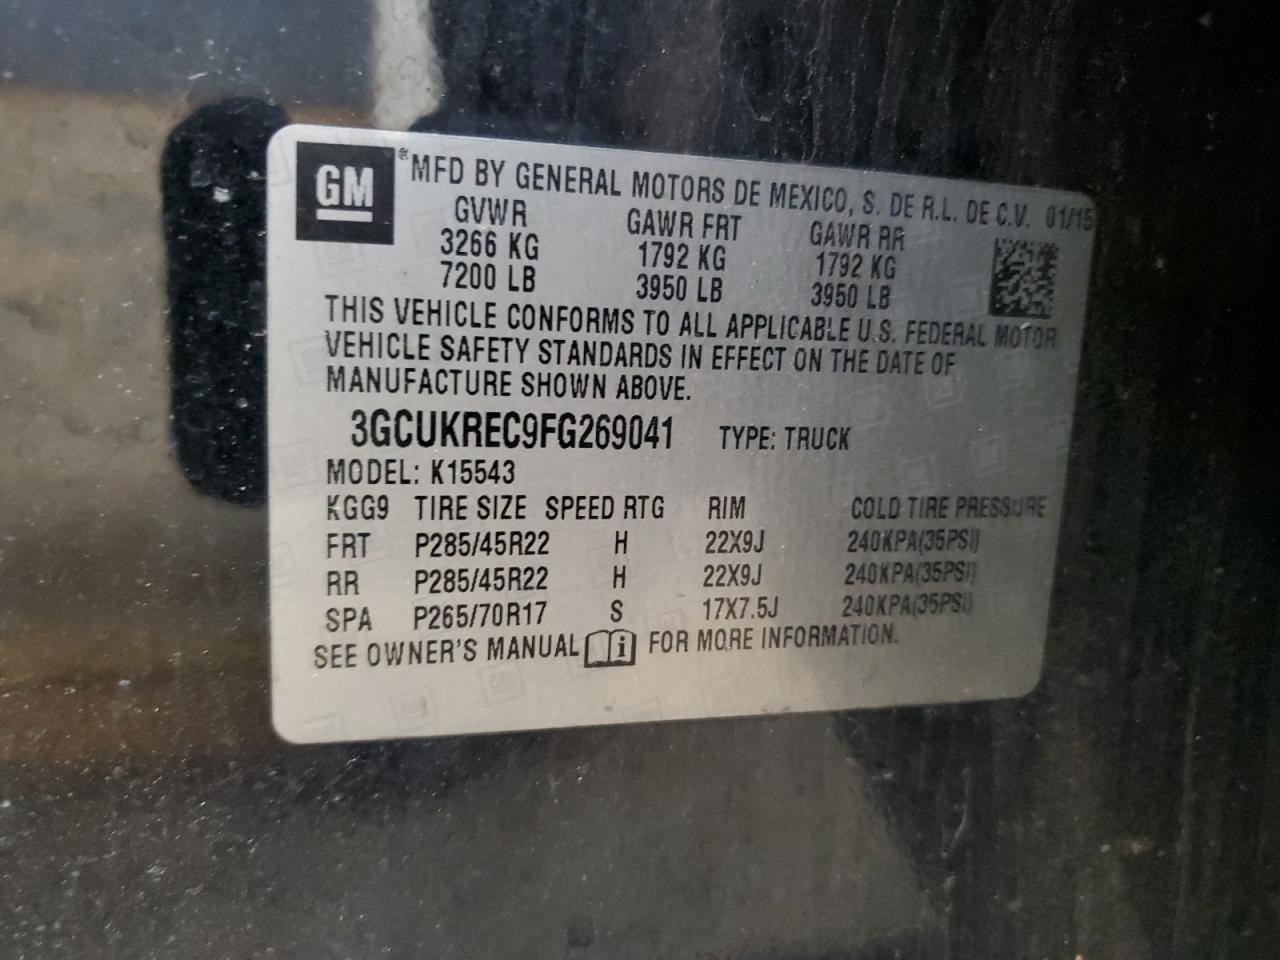 GM ® MFD BY GENERAL MOTORS DE MEXICO, S. DE R.L. DE C.V. 01/15
GVWR GAWR FRT GAWR RR
3266 KG 1792 KG 1792 KG
7200 LB 3950 LB 3950 LB
THIS VEHICLE CONFORMS TO ALL APPLICABLE U.S. FEDERAL MOTOR
VEHICLE SAFETY STANDARDS IN EFFECT ON THE DATE OF
MANUFACTURE SHOWN ABOVE.
3GCUKREC9FG269041 TYPE: TRUCK
MODEL: K15543
KGG9 TIRE SIZE SPEED RTG RIM COLD TIRE PRESSURE
FRT P285/45R22 H 22X9J 240KPA(35PSI)
RR P285/45R22 H 22X9J 240KPA(35PSI)
SPA P265/70R17 S 17X7.5J 240KPA(35PSI)
SEE OWNER'S MANUAL i FOR MORE INFORMATION.